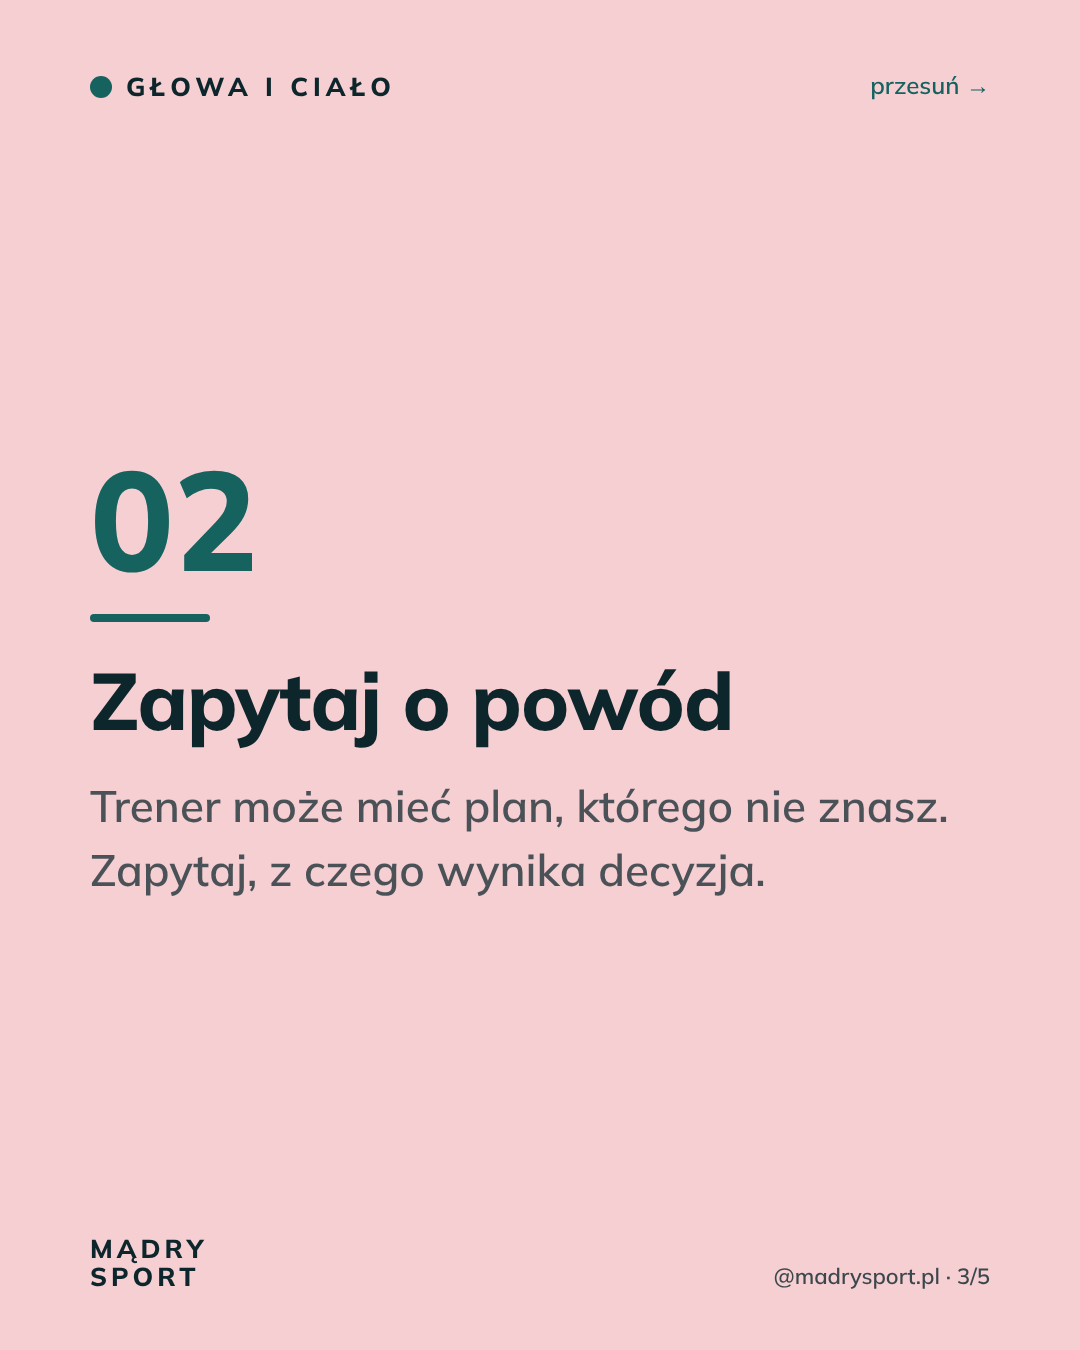 GŁOWA I CIAŁO
przesuń →
02
Zapytaj o powód
Trener może mieć plan, którego nie znasz.
Zapytaj, z czego wynika decyzja.
MĄDRY
SPORT
@madrysport.pl · 3/5